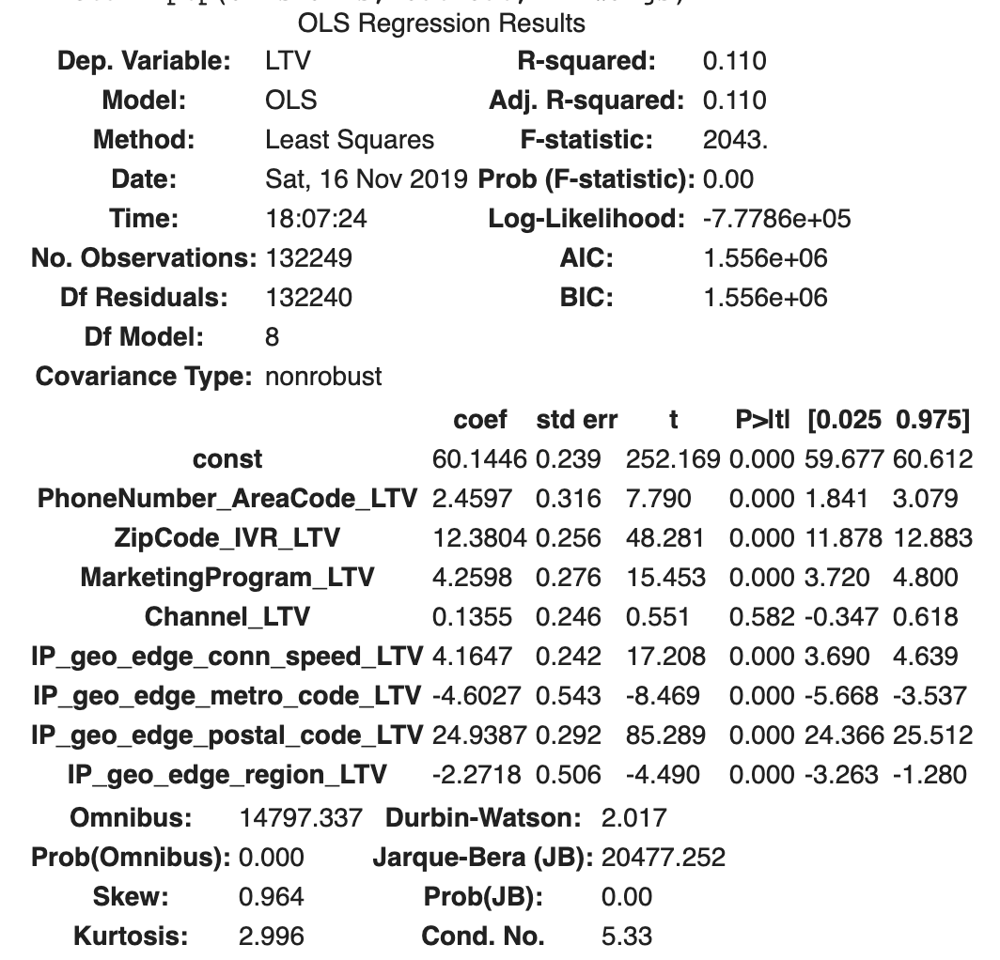 OLS Regression Results
Dep. Variable: LTV R-squared: 0.110
Model: OLS Adj. R-squared: 0.110
Method: Least Squares F-statistic: 2043.
Date: Sat, 16 Nov 2019 Prob (F-statistic): 0.00
Time: 18:07:24 Log-Likelihood: -7.7786e+05
No. Observations: 132249 AIC: 1.556e+06
Df Residuals: 132240 BIC: 1.556e+06
Df Model: 8
Covariance Type: nonrobust
coef std err t P>|t| [0.025 0.975]
const 60.1446 0.239 252.169 0.000 59.677 60.612
PhoneNumber_AreaCode_LTV 2.4597 0.316 7.790 0.000 1.841 3.079
ZipCode_IVR_LTV 12.3804 0.256 48.281 0.000 11.878 12.883
MarketingProgram_LTV 4.2598 0.276 15.453 0.000 3.720 4.800
Channel_LTV 0.1355 0.246 0.551 0.582 -0.347 0.618
IP_geo_edge_conn_speed_LTV 4.1647 0.242 17.208 0.000 3.690 4.639
IP_geo_edge_metro_code_LTV -4.6027 0.543 -8.469 0.000 -5.668 -3.537
IP_geo_edge_postal_code_LTV 24.9387 0.292 85.289 0.000 24.366 25.512
IP_geo_edge_region_LTV -2.2718 0.506 -4.490 0.000 -3.263 -1.280
Omnibus: 14797.337 Durbin-Watson: 2.017
Prob(Omnibus): 0.000 Jarque-Bera (JB): 20477.252
Skew: 0.964 Prob(JB): 0.00
Kurtosis: 2.996 Cond. No. 5.33